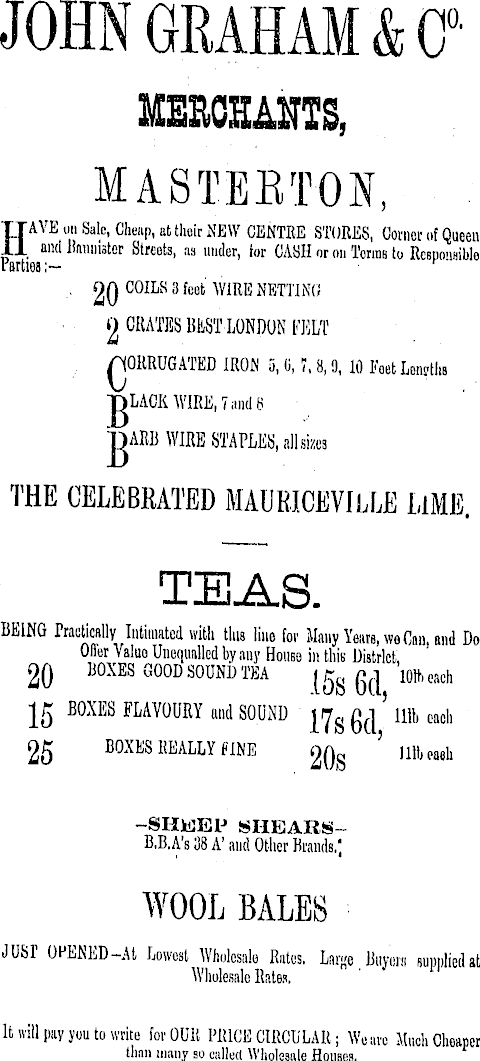 JOHN GRAHAM & CO.
MERCHANTS,
MASTERTON,
HAVE on Sale, Cheap, at their NEW CENTRE STORES, Corner of Queen
and Bannister Streets, as under, for CASH or on Terms to Responsible
Parties :—
20 COILS 3 feet WIRE NETTING
2 CRATES BEST LONDON FELT
CORRUGATED IRON 5, 6, 7, 8, 9, 10 Feet Lengths
BLACK WIRE, 7 and 8
BARB WIRE STAPLES, all sizes
THE CELEBRATED MAURICEVILLE LIME.
TEAS.
BEING Practically Intimated with this line for Many Years, we Can, and Do
Offer Value Unequalled by any House in this District,
20 BOXES GOOD SOUND TEA 15s 6d, 10lb each
15 BOXES FLAVOURY and SOUND 17s 6d, 11lb each
25 BOXES REALLY FINE 20s 11lb each
—SHEEP SHEARS—
B.B.A's 38 A' and Other Brands.
WOOL BALES
JUST OPENED—At Lowest Wholesale Rates. Large Buyers supplied at
Wholesale Rates.
It will pay you to write for OUR PRICE CIRCULAR ; We are Much Cheaper
than many so called Wholesale Houses.